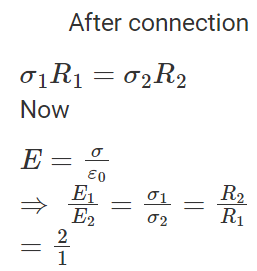 After connection
σ₁R₁ = σ₂R₂
Now
E = σ/ε₀
⇒ E₁/E₂ = σ₁/σ₂ = R₂/R₁
= 2/1